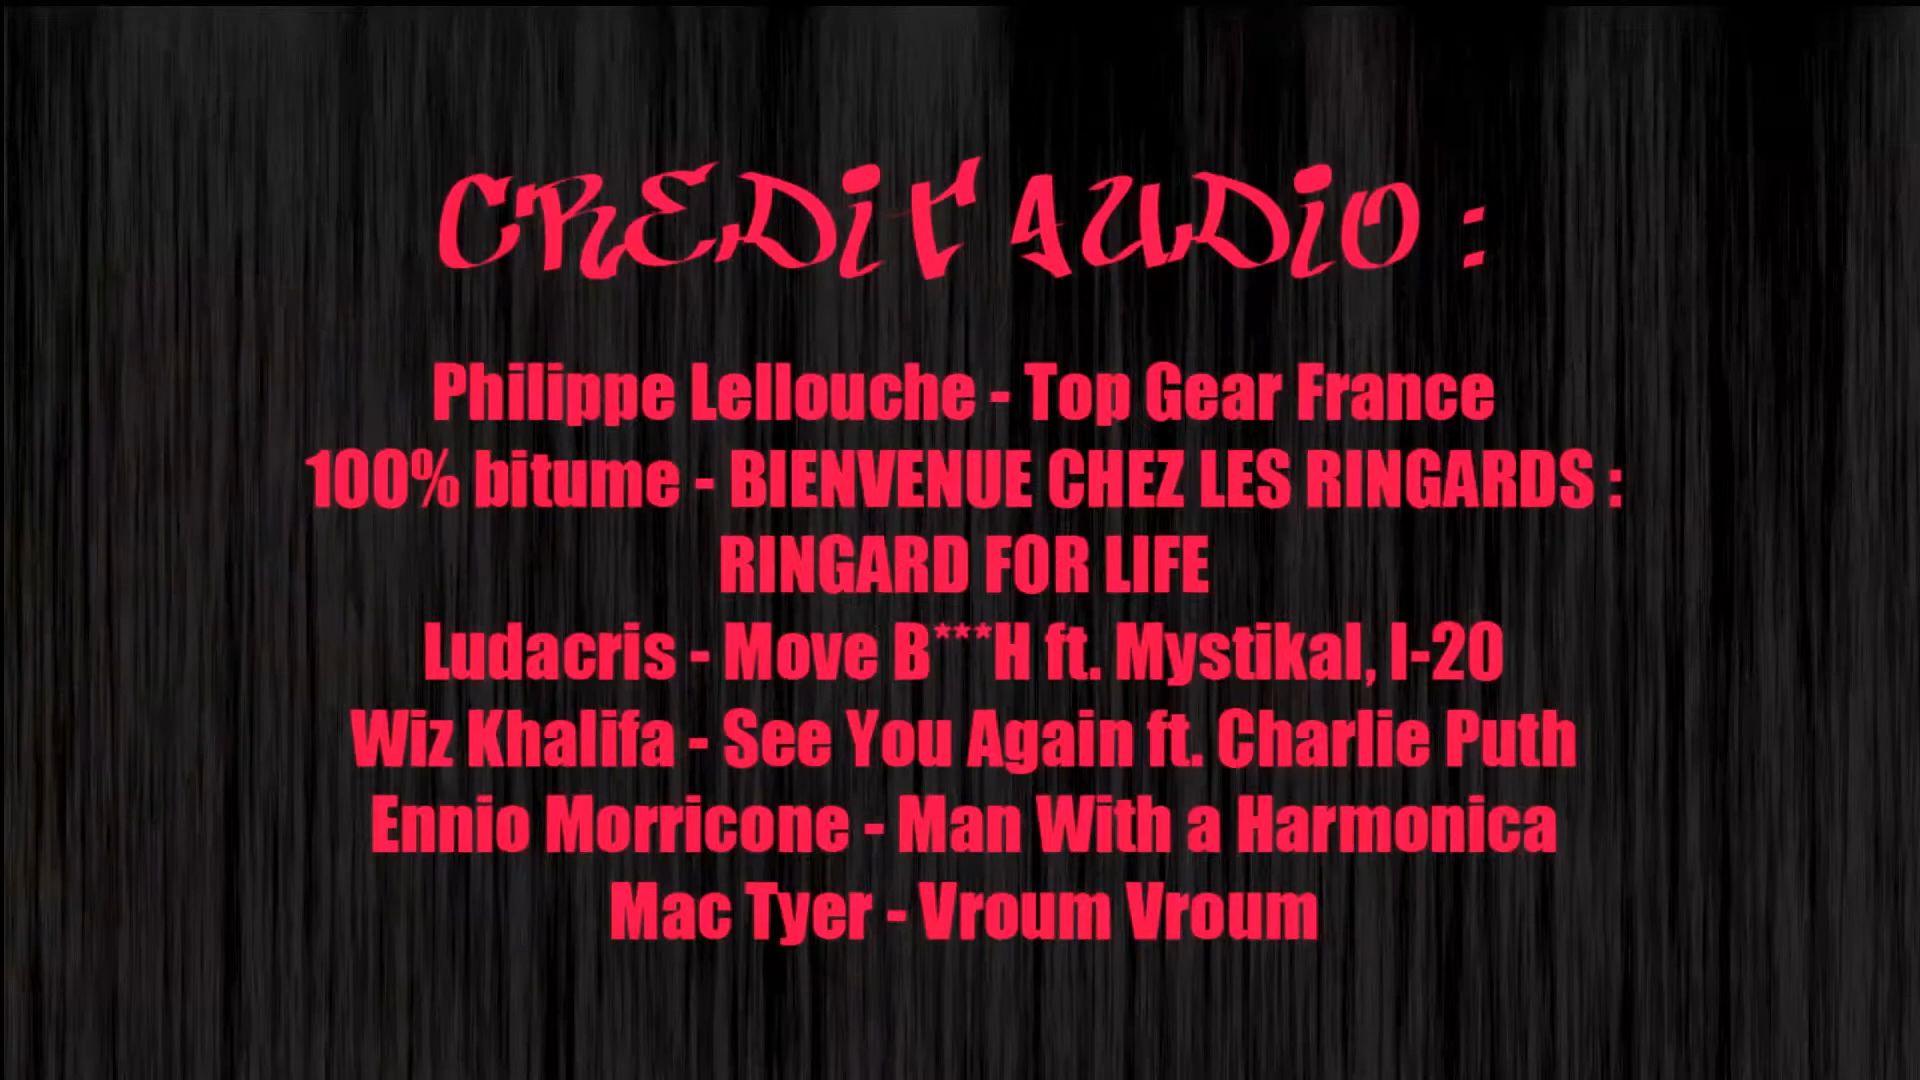 CREDiT AUDiO :
Philippe Lellouche - Top Gear France
100% bitume - BIENVENUE CHEZ LES RINGARDS :
RINGARD FOR LIFE
Ludacris - Move B***H ft. Mystikal, I-20
Wiz Khalifa - See You Again ft. Charlie Puth
Ennio Morricone - Man With a Harmonica
Mac Tyer - Vroum Vroum